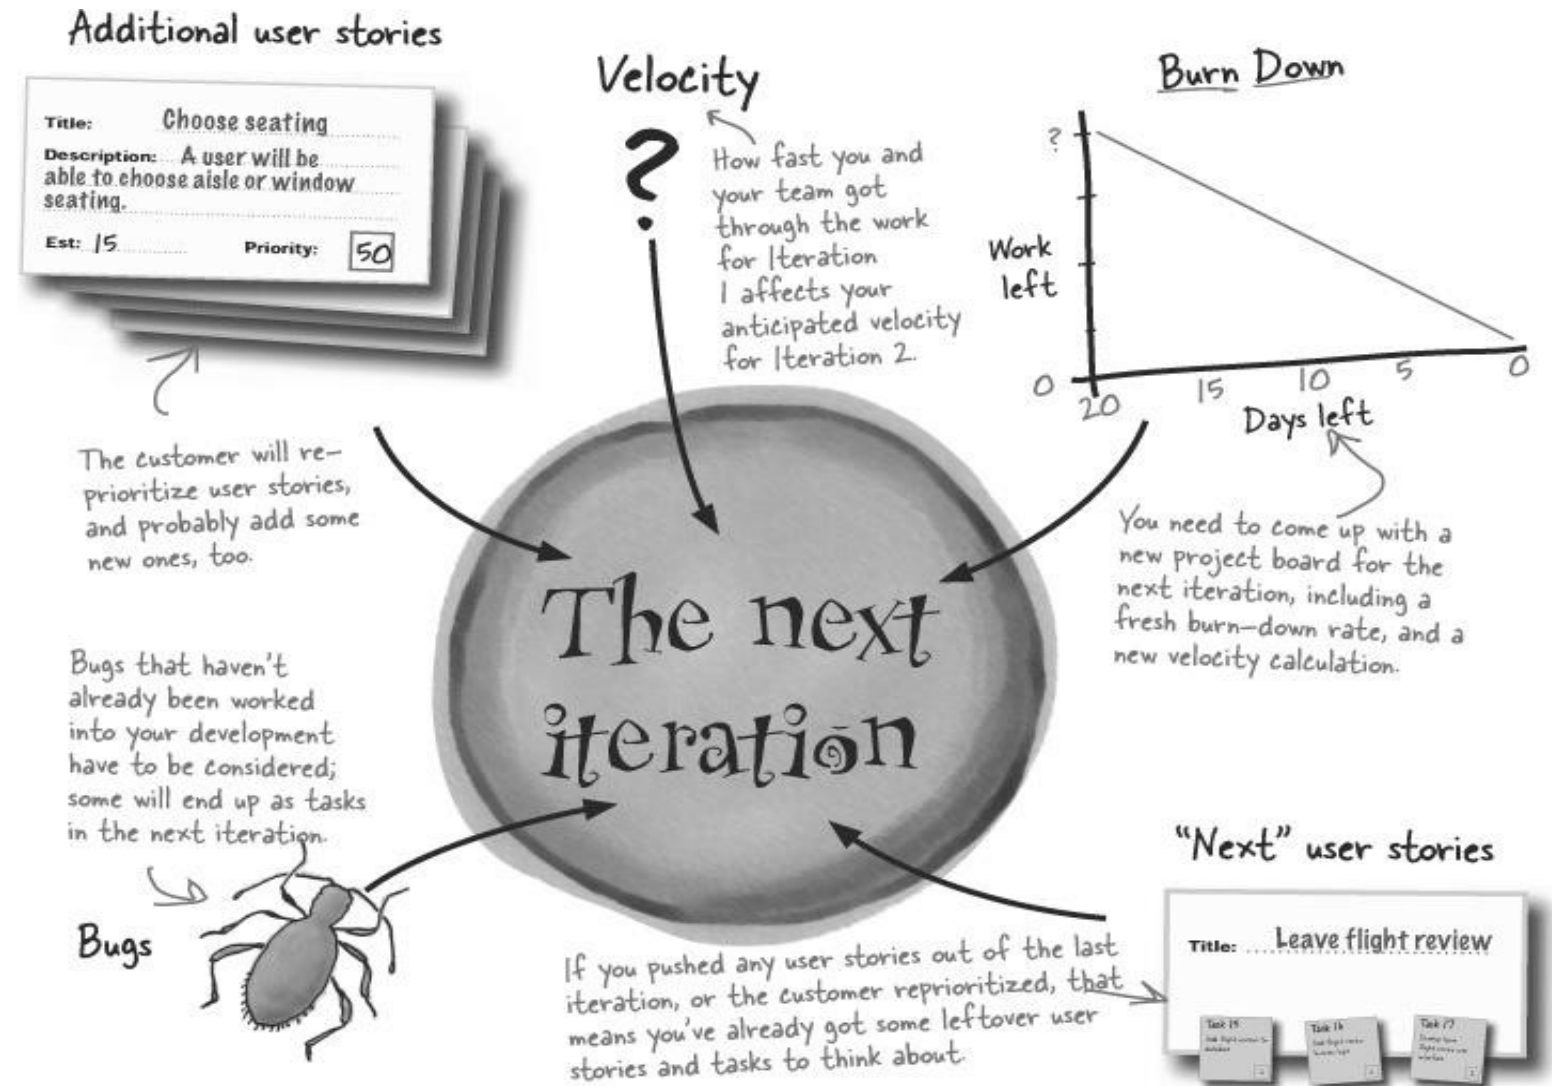 Additional user stories
Title: Choose seating
Description: A user will be
able to choose aisle or window
seating.
Est: 15 Priority: 50
The customer will re-
prioritize user stories,
and probably add some
new ones, too.
Velocity
?
How fast you and
your team got
through the work
for Iteration
1 affects your
anticipated velocity
for Iteration 2.
Burn Down
?
Work
left
0
20 15 10 5 0
Days left
You need to come up with a
new project board for the
next iteration, including a
fresh burn-down rate, and a
new velocity calculation.
The next
iteration
Bugs that haven't
already been worked
into your development
have to be considered;
some will end up as tasks
in the next iteration.
Bugs
If you pushed any user stories out of the last
iteration, or the customer reprioritized, that
means you've already got some leftover user
stories and tasks to think about.
"Next" user stories
Title: Leave flight review
Task 15
Task 16
Task 17